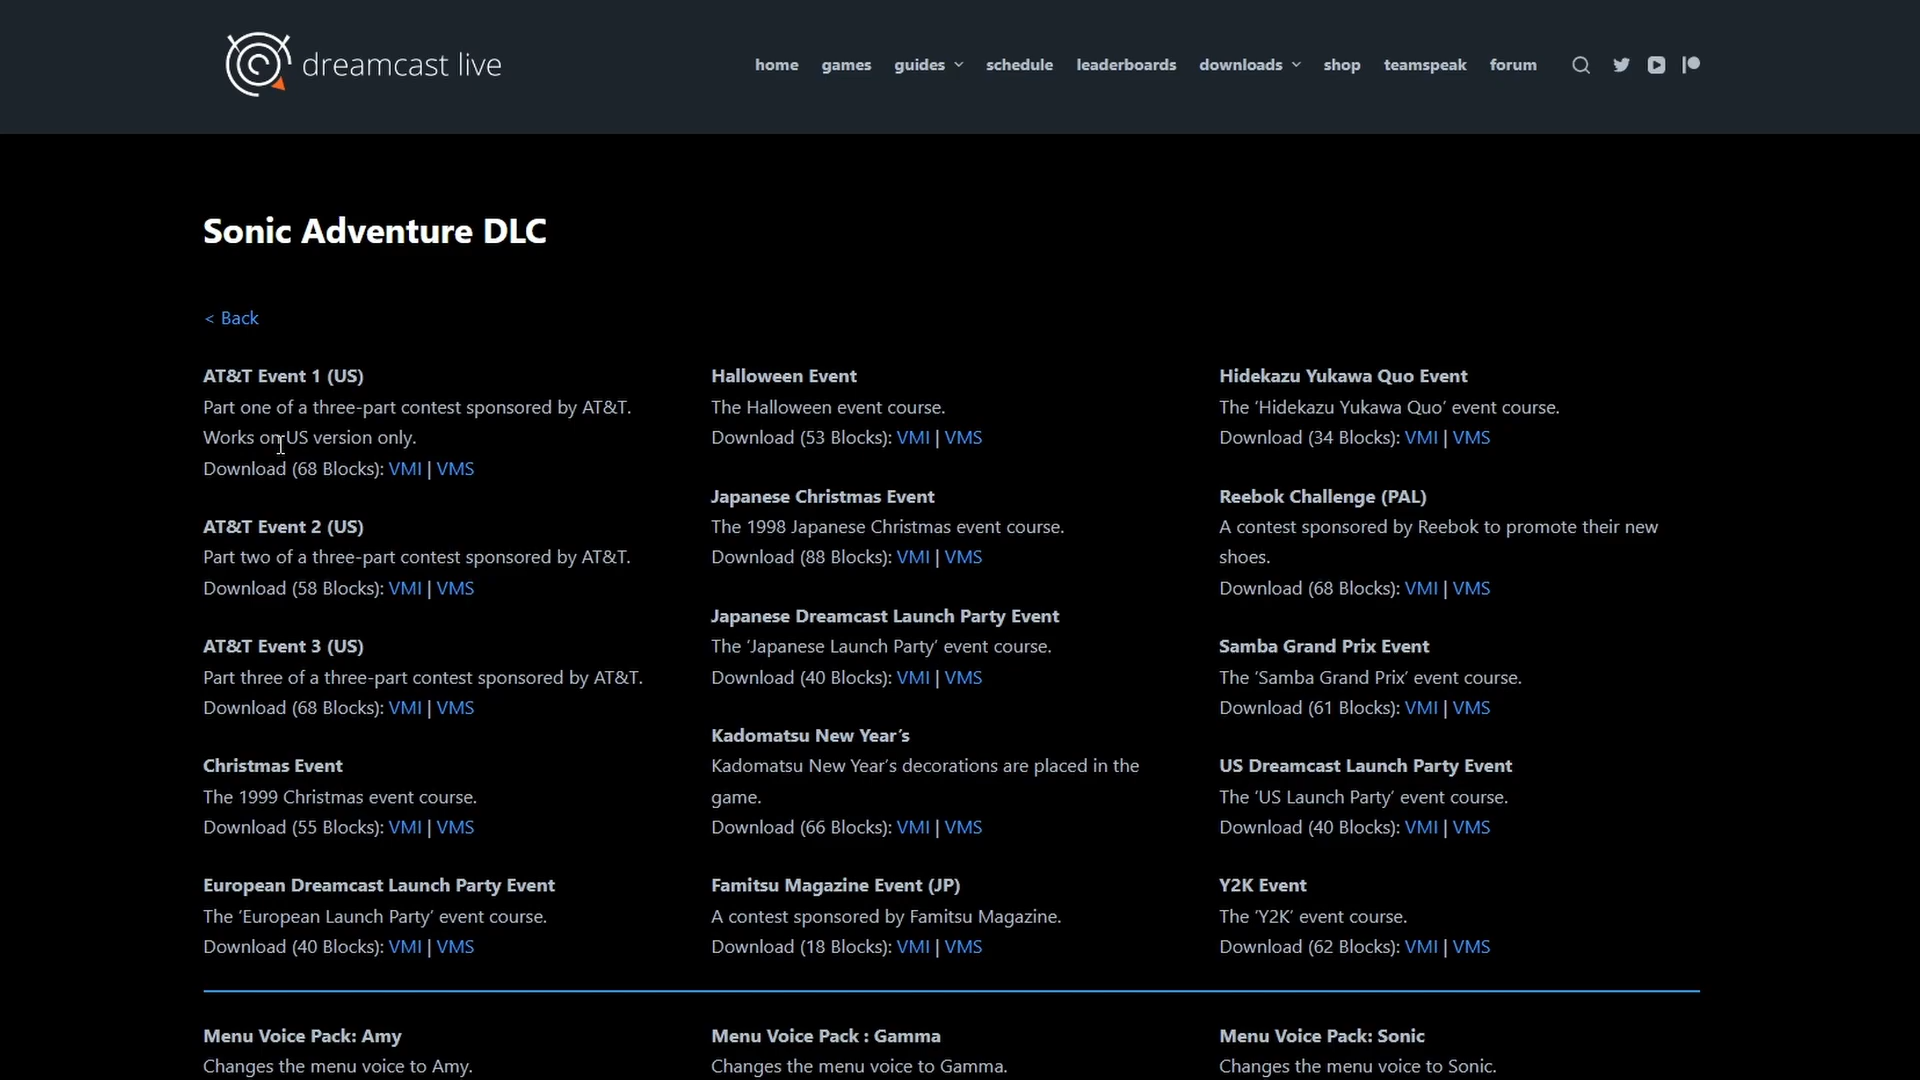 dreamcast live
home games guides schedule leaderboards downloads shop teamspeak forum
Sonic Adventure DLC
< Back
AT&T Event 1 (US)
Part one of a three-part contest sponsored by AT&T.
Works on US version only.
Download (68 Blocks): VMI | VMS
AT&T Event 2 (US)
Part two of a three-part contest sponsored by AT&T.
Download (58 Blocks): VMI | VMS
AT&T Event 3 (US)
Part three of a three-part contest sponsored by AT&T.
Download (68 Blocks): VMI | VMS
Christmas Event
The 1999 Christmas event course.
Download (55 Blocks): VMI | VMS
European Dreamcast Launch Party Event
The ‘European Launch Party’ event course.
Download (40 Blocks): VMI | VMS
Halloween Event
The Halloween event course.
Download (53 Blocks): VMI | VMS
Japanese Christmas Event
The 1998 Japanese Christmas event course.
Download (88 Blocks): VMI | VMS
Japanese Dreamcast Launch Party Event
The ‘Japanese Launch Party’ event course.
Download (40 Blocks): VMI | VMS
Kadomatsu New Year’s
Kadomatsu New Year’s decorations are placed in the
game.
Download (66 Blocks): VMI | VMS
Famitsu Magazine Event (JP)
A contest sponsored by Famitsu Magazine.
Download (18 Blocks): VMI | VMS
Hidekazu Yukawa Quo Event
The ‘Hidekazu Yukawa Quo’ event course.
Download (34 Blocks): VMI | VMS
Reebok Challenge (PAL)
A contest sponsored by Reebok to promote their new
shoes.
Download (68 Blocks): VMI | VMS
Samba Grand Prix Event
The ‘Samba Grand Prix’ event course.
Download (61 Blocks): VMI | VMS
US Dreamcast Launch Party Event
The ‘US Launch Party’ event course.
Download (40 Blocks): VMI | VMS
Y2K Event
The ‘Y2K’ event course.
Download (62 Blocks): VMI | VMS
Menu Voice Pack: Amy
Changes the menu voice to Amy.
Menu Voice Pack : Gamma
Changes the menu voice to Gamma.
Menu Voice Pack: Sonic
Changes the menu voice to Sonic.